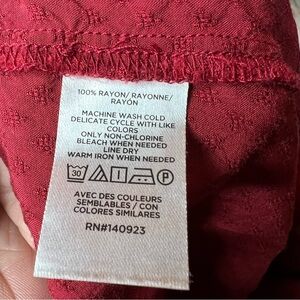 100% RAYON/ RAYONNE/
RAYÓN
MACHINE WASH COLD
DELICATE CYCLE WITH LIKE
COLORS
ONLY NON-CHLORINE
BLEACH WHEN NEEDED
LINE DRY
WARM IRON WHEN NEEDED
30 P
AVEC DES COULEURS
SEMBLABLES / CON
COLORES SIMILARES
RN#140923